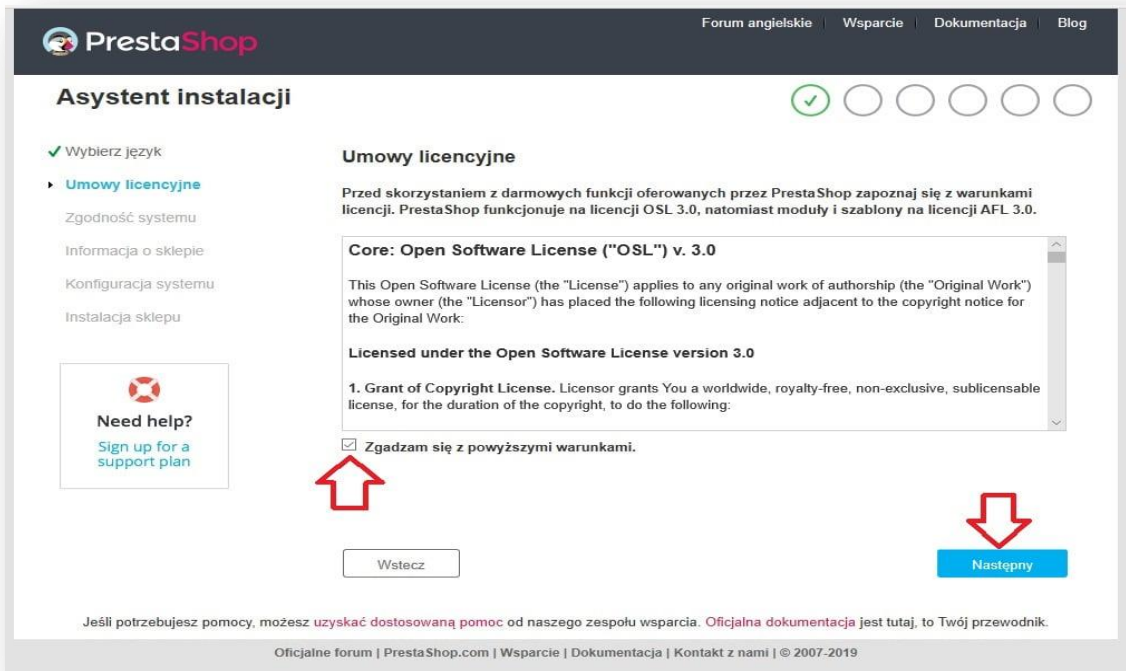 Forum angielskie | Wsparcie | Dokumentacja | Blog
PrestaShop
Asystent instalacji
Wybierz język
Umowy licencyjne
Zgodność systemu
Informacja o sklepie
Konfiguracja systemu
Instalacja sklepu
Need help?
Sign up for a
support plan
Umowy licencyjne
Przed skorzystaniem z darmowych funkcji oferowanych przez PrestaShop zapoznaj się z warunkami
licencji. PrestaShop funkcjonuje na licencji OSL 3.0, natomiast moduły i szablony na licencji AFL 3.0.
Core: Open Software License ("OSL") v. 3.0
This Open Software License (the "License") applies to any original work of authorship (the "Original Work")
whose owner (the "Licensor") has placed the following licensing notice adjacent to the copyright notice for
the Original Work:
Licensed under the Open Software License version 3.0
1. Grant of Copyright License. Licensor grants You a worldwide, royalty-free, non-exclusive, sublicensable
license, for the duration of the copyright, to do the following:
Zgadzam się z powyższymi warunkami.
Wstecz
Następny
Jeśli potrzebujesz pomocy, możesz uzyskać dostosowaną pomoc od naszego zespołu wsparcia. Oficjalna dokumentacja jest tutaj, to Twój przewodnik.
Oficjalne forum | PrestaShop.com | Wsparcie | Dokumentacja | Kontakt z nami | © 2007-2019